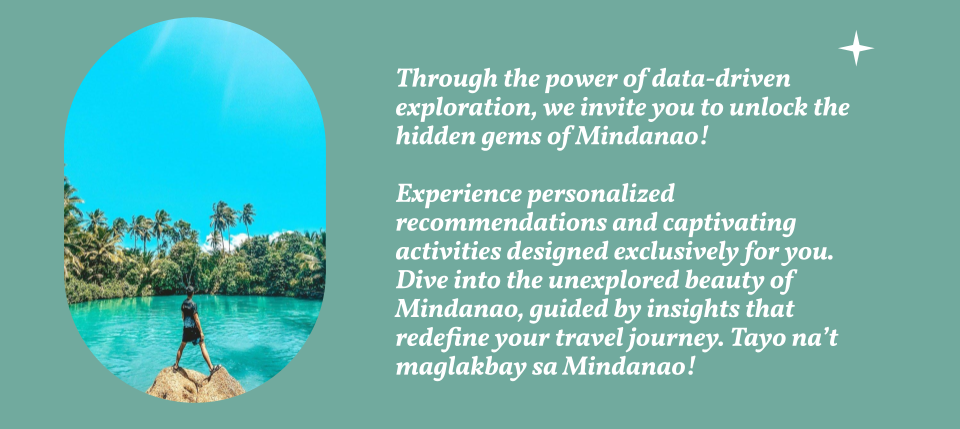 Through the power of data-driven
exploration, we invite you to unlock the
hidden gems of Mindanao!
Experience personalized
recommendations and captivating
activities designed exclusively for you.
Dive into the unexplored beauty of
Mindanao, guided by insights that
redefine your travel journey. Tayo na’t
maglakbay sa Mindanao!